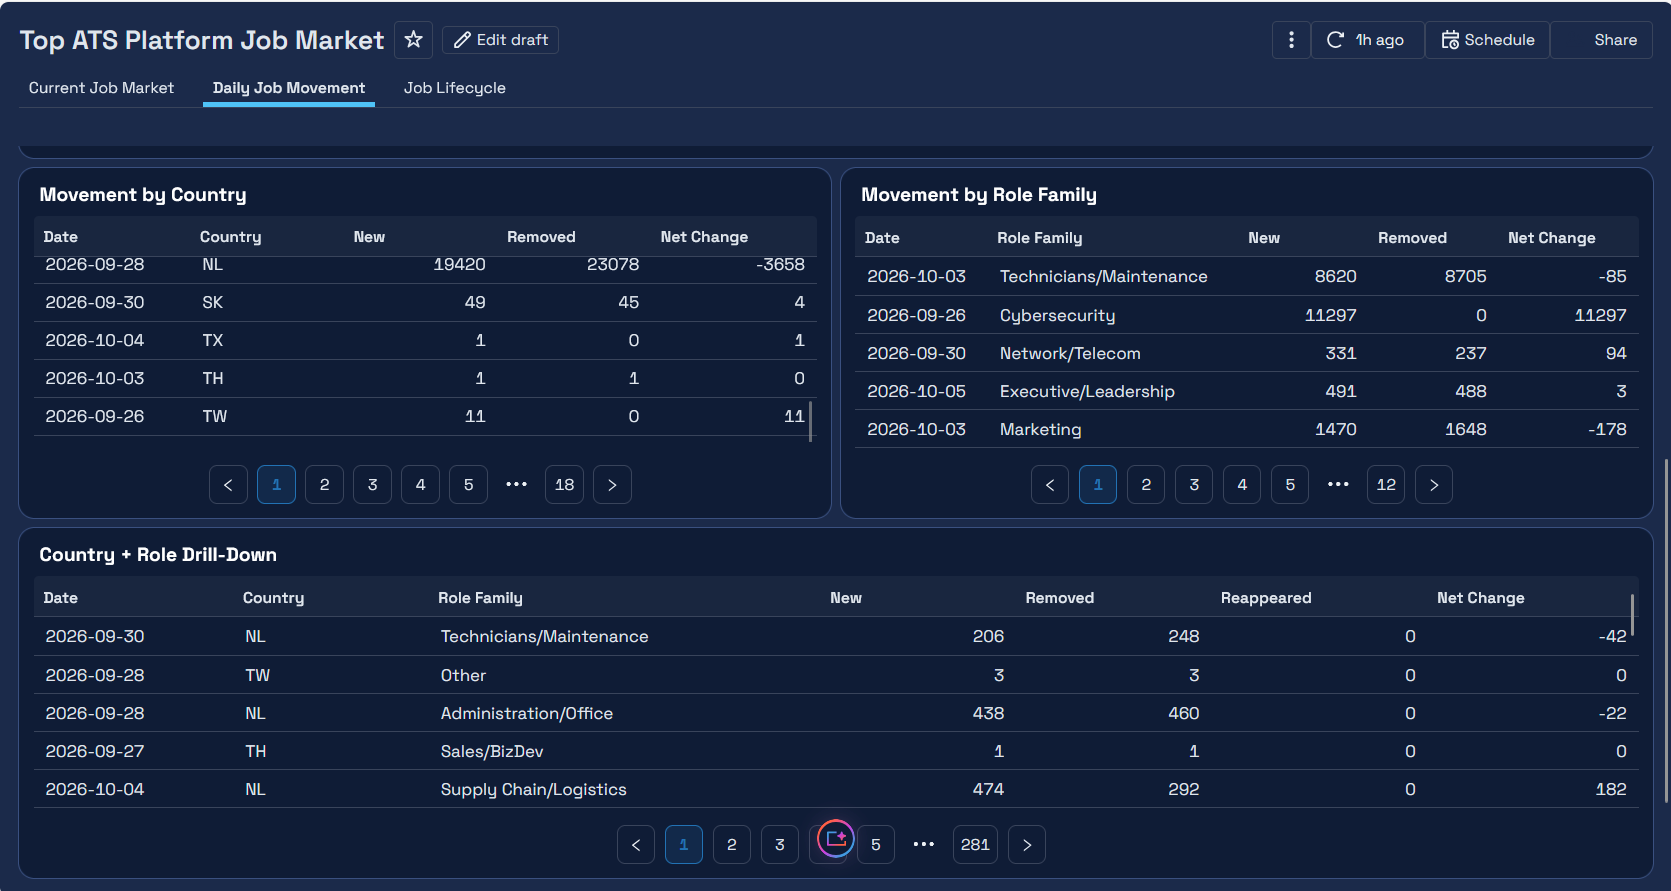 Top ATS Platform Job Market
Edit draft
1h ago
Schedule
Share
Current Job Market
Daily Job Movement
Job Lifecycle
Movement by Country
Date Country New Removed Net Change
2026-09-28 NL 19420 23078 -3658
2026-09-30 SK 49 45 4
2026-10-04 TX 1 0 1
2026-10-03 TH 1 1 0
2026-09-26 TW 11 0 11
< 1 2 3 4 5 ••• 18 >
Movement by Role Family
Date Role Family New Removed Net Change
2026-10-03 Technicians/Maintenance 8620 8705 -85
2026-09-26 Cybersecurity 11297 0 11297
2026-09-30 Network/Telecom 331 237 94
2026-10-05 Executive/Leadership 491 488 3
2026-10-03 Marketing 1470 1648 -178
< 1 2 3 4 5 ••• 12 >
Country + Role Drill-Down
Date Country Role Family New Removed Reappeared Net Change
2026-09-30 NL Technicians/Maintenance 206 248 0 -42
2026-09-28 TW Other 3 3 0 0
2026-09-28 NL Administration/Office 438 460 0 -22
2026-09-27 TH Sales/BizDev 1 1 0 0
2026-10-04 NL Supply Chain/Logistics 474 292 0 182
< 1 2 3 5 ••• 281 >